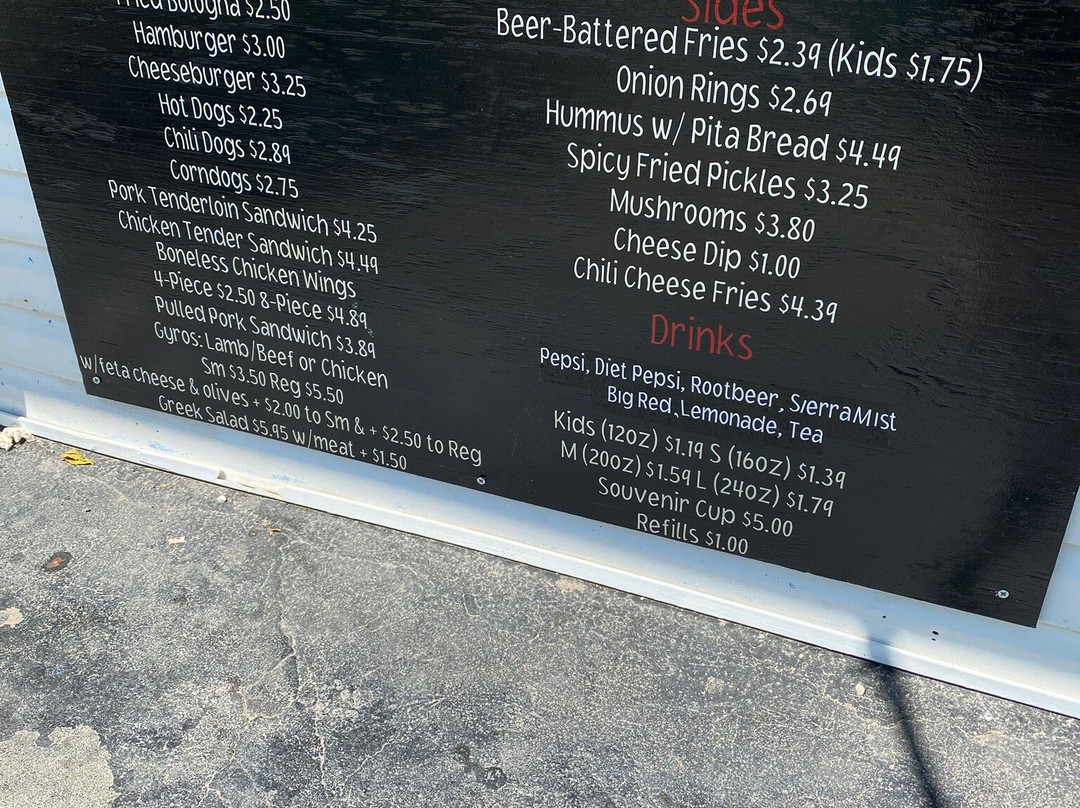 Fried Bologna $2.50
Hamburger $3.00
Cheeseburger $3.25
Hot Dogs $2.25
Chili Dogs $2.89
Corndogs $2.75
Pork Tenderloin Sandwich $4.25
Chicken Tender Sandwich $4.49
Boneless Chicken Wings
4-Piece $2.50 8-Piece $4.89
Pulled Pork Sandwich $3.89
Gyros: Lamb/Beef or Chicken
Sm $3.50 Reg $5.50
w/feta cheese & olives + $2.00 to Sm & + $2.50 to Reg
Greek Salad $5.95 w/meat + $1.50
Sides
Beer-Battered Fries $2.39 (Kids $1.75)
Onion Rings $2.69
Hummus w/ Pita Bread $4.49
Spicy Fried Pickles $3.25
Mushrooms $3.80
Cheese Dip $1.00
Chili Cheese Fries $4.39
Drinks
Pepsi, Diet Pepsi, Rootbeer, SierraMist
Big Red, Lemonade, Tea
Kids (12oz) $1.19 S (16oz) $1.39
M (20oz) $1.59 L (24oz) $1.79
Souvenir Cup $5.00
Refills $1.00